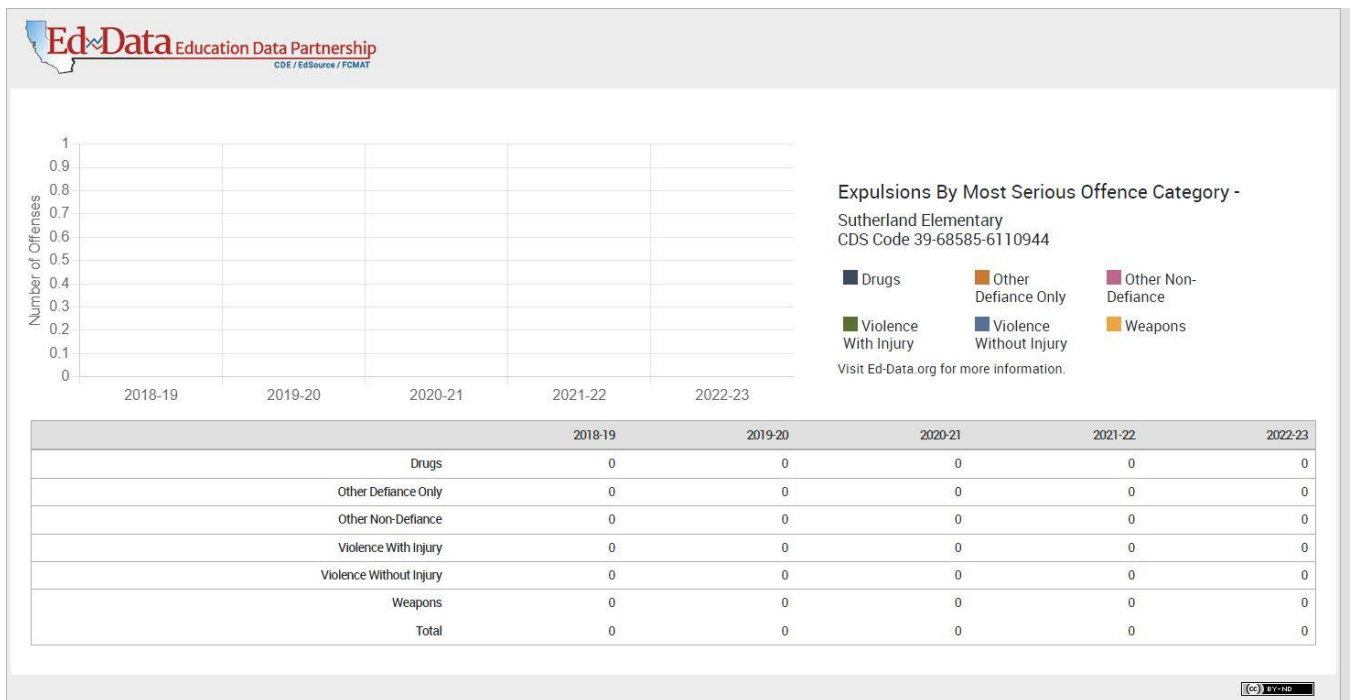 Ed Data Education Data Partnership
CDE / EdSource / FCMAT
1
0.9
0.8
0.7
0.6
0.5
0.4
0.3
0.2
0.1
0
Number of Offenses
2018-19 2019-20 2020-21 2021-22 2022-23
Expulsions By Most Serious Offence Category -
Sutherland Elementary
CDS Code 39-68585-6110944
Drugs
Other
Defiance Only
Other Non-
Defiance
Violence
With Injury
Violence
Without Injury
Weapons
Visit Ed-Data.org for more information.
2018-19 2019-20 2020-21 2021-22 2022-23
Drugs 0 0 0 0 0
Other Defiance Only 0 0 0 0 0
Other Non-Defiance 0 0 0 0 0
Violence With Injury 0 0 0 0 0
Violence Without Injury 0 0 0 0 0
Weapons 0 0 0 0 0
Total 0 0 0 0 0
(cc) BY-ND